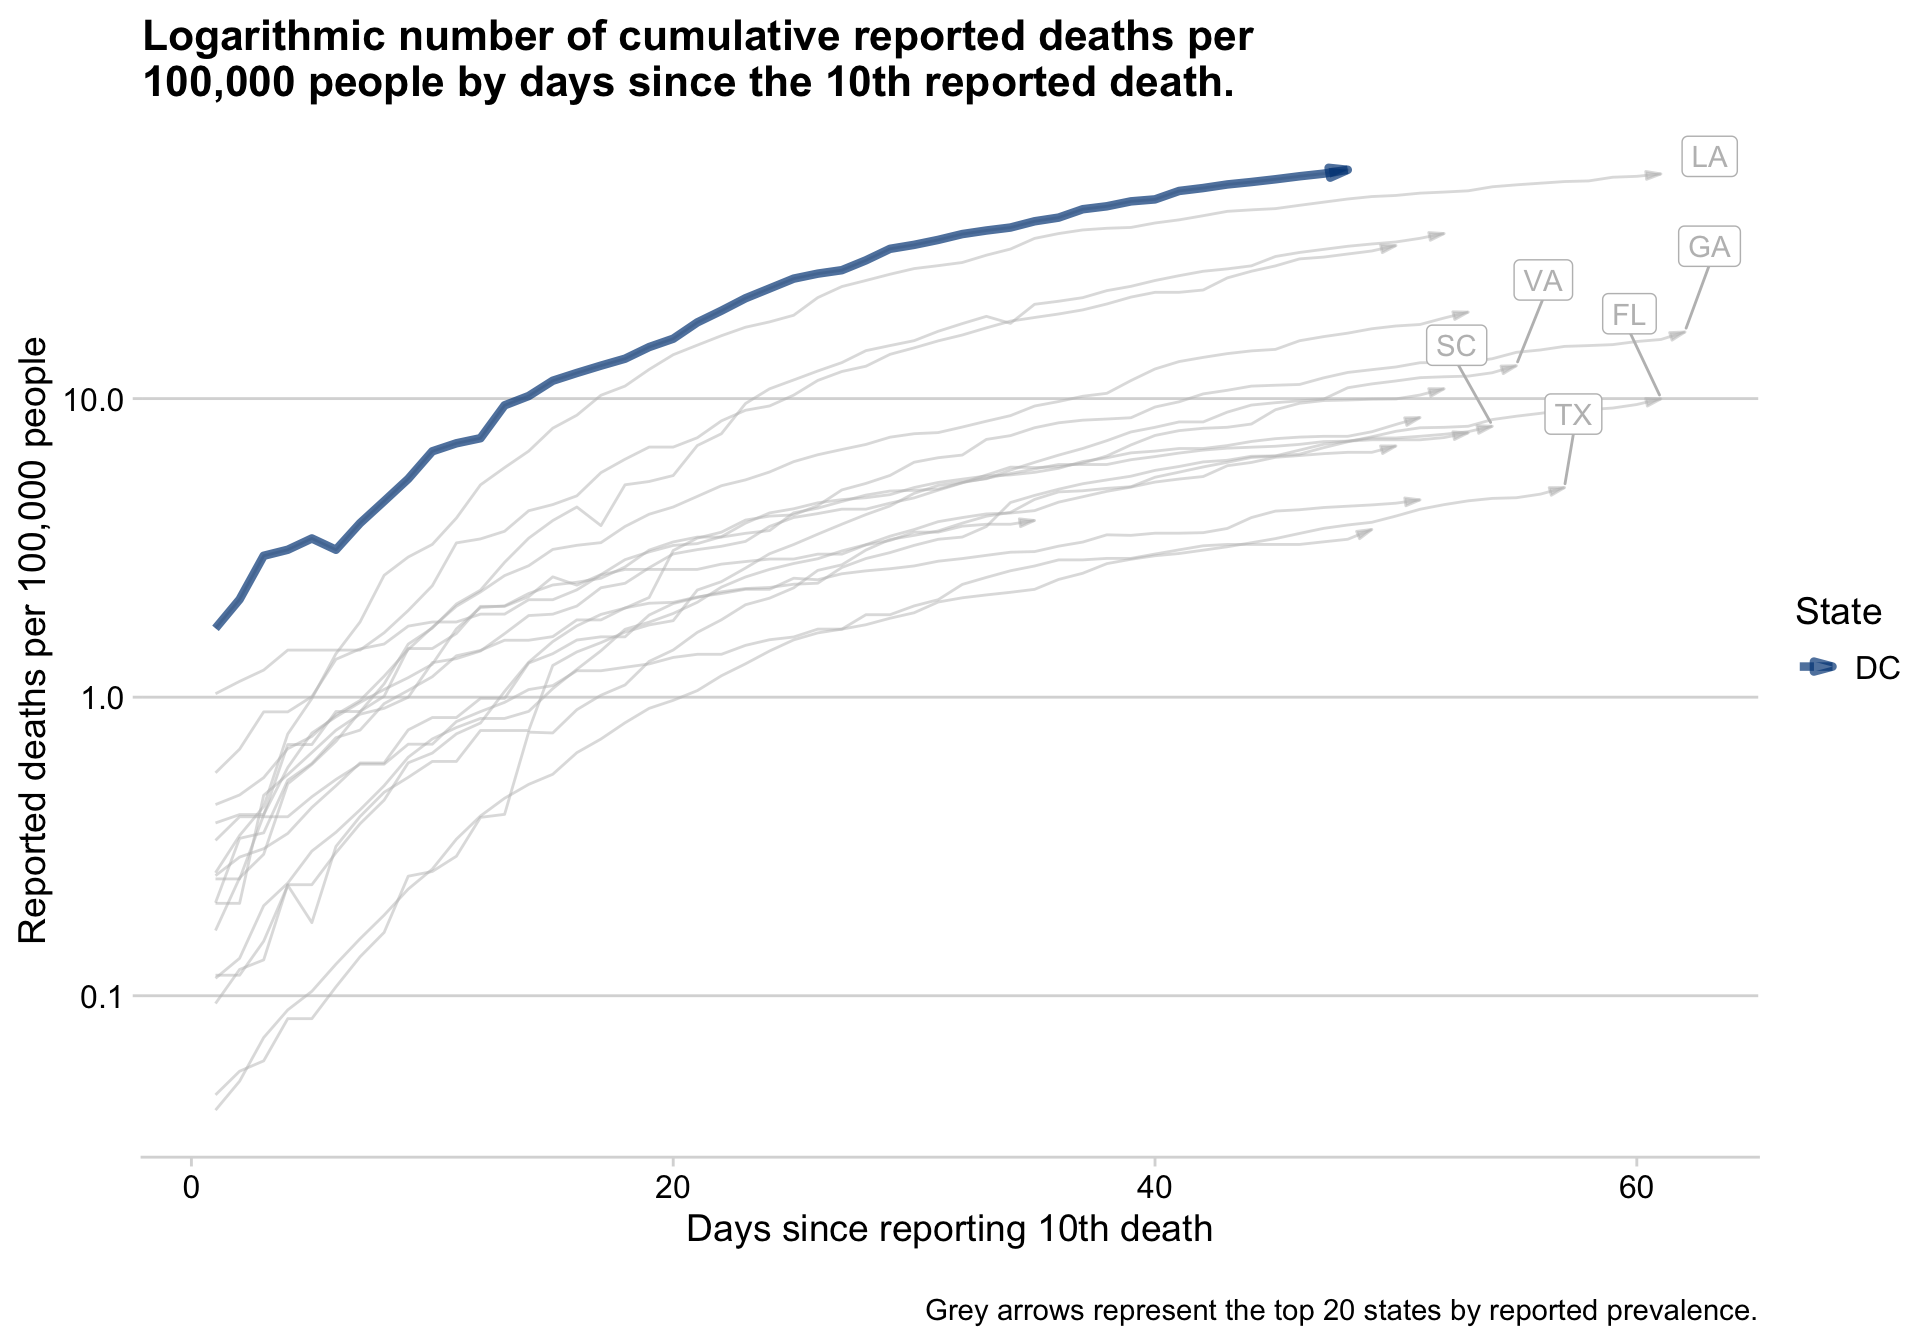 Logarithmic number of cumulative reported deaths per
100,000 people by days since the 10th reported death.
LA
GA
VA
FL
SC
TX
Reported deaths per 100,000 people
10.0
1.0
0.1
State
DC
0
20
40
60
Days since reporting 10th death
Grey arrows represent the top 20 states by reported prevalence.